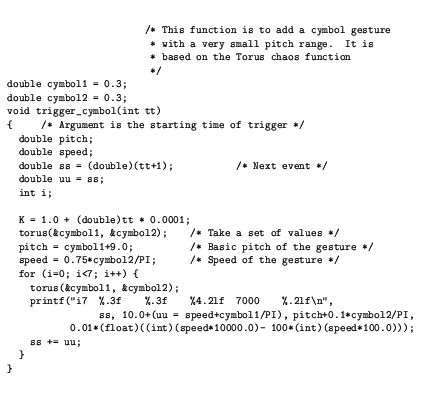 /* This function is to add a cymbol gesture
* with a very small pitch range. It is
* based on the Torus chaos function
*/
double cymbol1 = 0.3;
double cymbol2 = 0.3;
void trigger_cymbol(int tt)
{ /* Argument is the starting time of trigger */
double pitch;
double speed;
double ss = (double)(tt+1); /* Next event */
double uu = ss;
int i;
K = 1.0 + (double)tt * 0.0001;
torus(&cymbol1, &cymbol2); /* Take a set of values */
pitch = cymbol1+9.0; /* Basic pitch of the gesture */
speed = 0.75*cymbol2/PI; /* Speed of the gesture */
for (i=0; i<7; i++) {
torus(&cymbol1, &cymbol2);
printf("i7 %.3f %.3f %4.2lf 7000 %.2lf\n",
ss, 10.0+(uu = speed+cymbol1/PI), pitch+0.1*cymbol2/PI,
0.01*(float)((int)(speed*10000.0)- 100*(int)(speed*100.0)));
ss += uu;
}
}